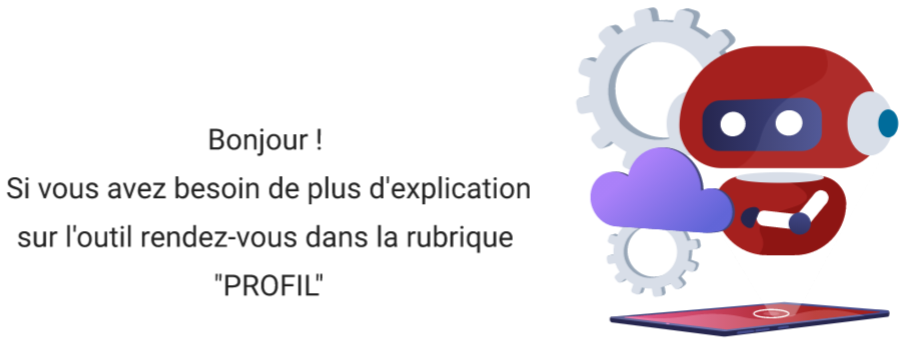 Bonjour !
Si vous avez besoin de plus d'explication
sur l'outil rendez-vous dans la rubrique
"PROFIL"